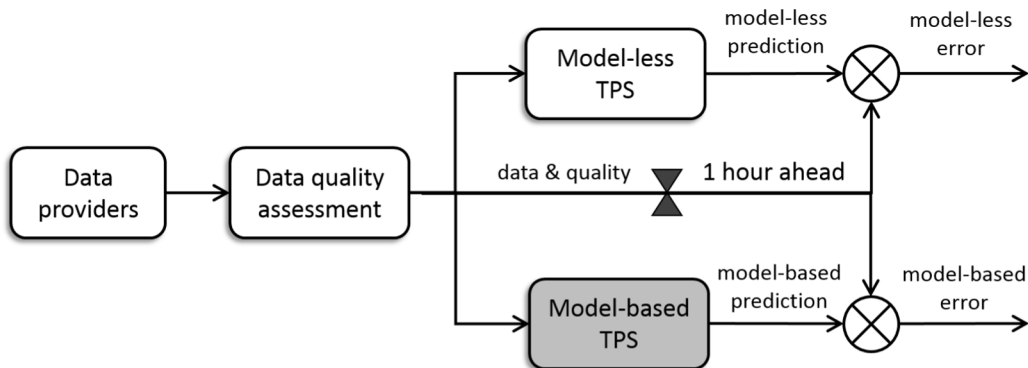 Data
providers
Data quality
assessment
Model-less
TPS
model-less
prediction
model-less
error
data & quality
1 hour ahead
Model-based
TPS
model-based
prediction
model-based
error